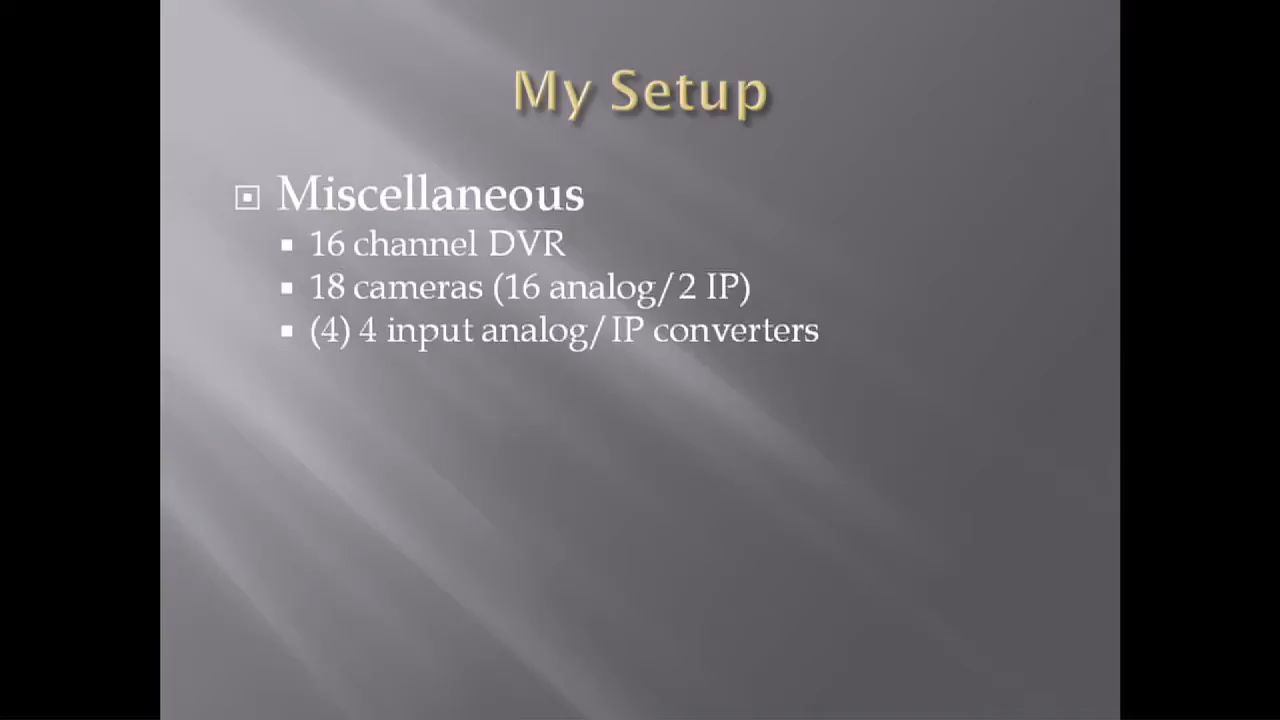 My Setup
Miscellaneous
16 channel DVR
18 cameras (16 analog/2 IP)
(4) 4 input analog/IP converters